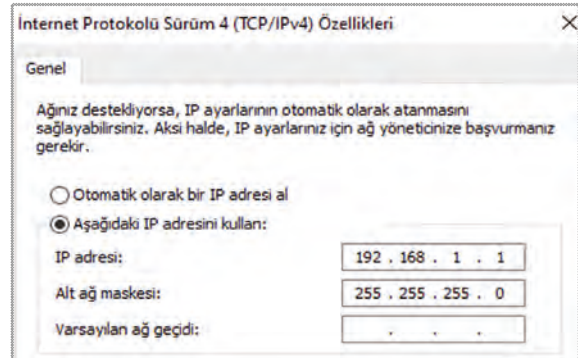 İnternet Protokolü Sürüm 4 (TCP/IPv4) Özellikleri
Genel
Ağınız destekliyorsa, IP ayarlarının otomatik olarak atanmasını
sağlayabilirsiniz. Aksi halde, IP ayarlarınız için ağ yöneticinize başvurmanız
gerekir.
Otomatik olarak bir IP adresi al
Aşağıdaki IP adresini kullan:
IP adresi: 192 . 168 . 1 . 1
Alt ağ maskesi: 255 . 255 . 255 . 0
Varsayılan ağ geçidi: . . .